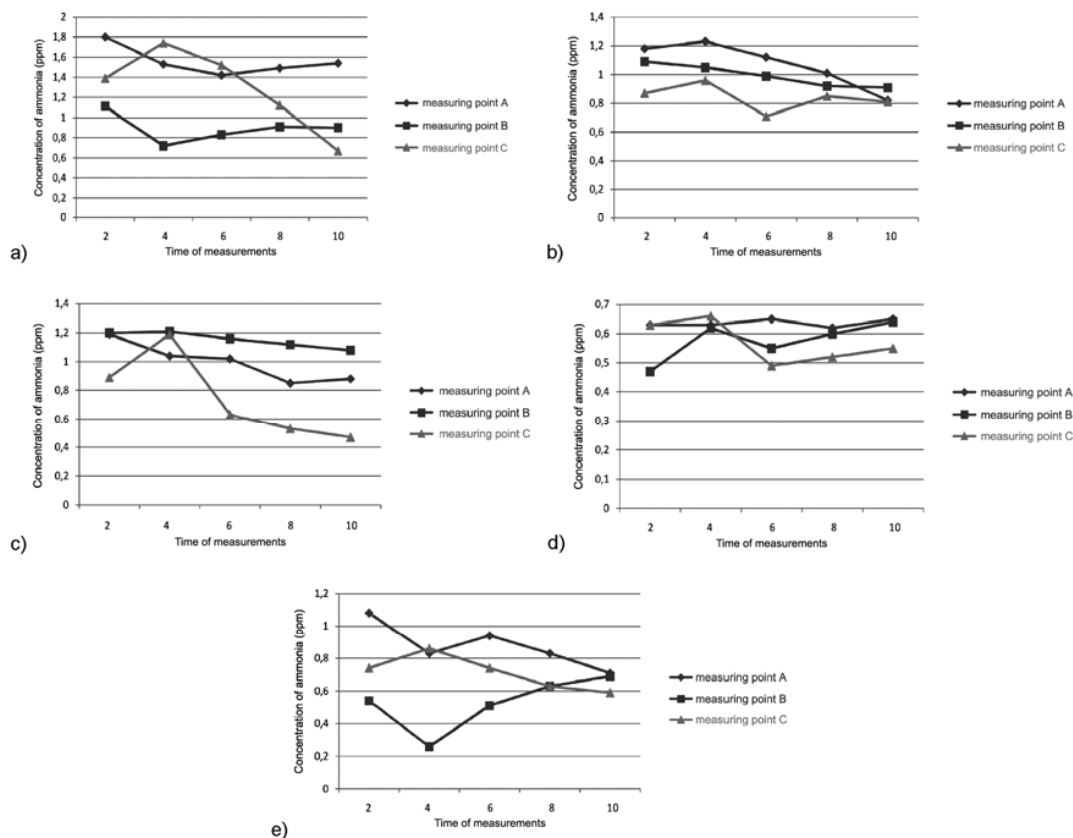 Concentration of ammonia (ppm)
2
1,8
1,6
1,4
1,2
1
0,8
0,6
0,4
0,2
0
2 4 6 8 10
Time of measurements
measuring point A
measuring point B
measuring point C
a)
Concentration of ammonia (ppm)
1,4
1,2
1
0,8
0,6
0,4
0,2
0
2 4 6 8 10
Time of measurements
measuring point A
measuring point B
measuring point C
b)
Concentration of ammonia (ppm)
1,4
1,2
1
0,8
0.6
0,4
0,2
0
2 4 6 8 10
Time of measurements
measuring point A
measuring point B
measuring point C
c)
Concentration of ammonia (ppm)
0,7
0,6
0,5
0,4
0,3
0,2
0,1
0
2 4 6 8 10
Time of measurements
measuring point A
measuring point B
measuring point C
d)
Concentration of ammonia (ppm)
1,2
1
0,8
0,6
0,4
0,2
0
2 4 6 8 10
Time of measurements
measuring point A
measuring point B
measuring point C
e)